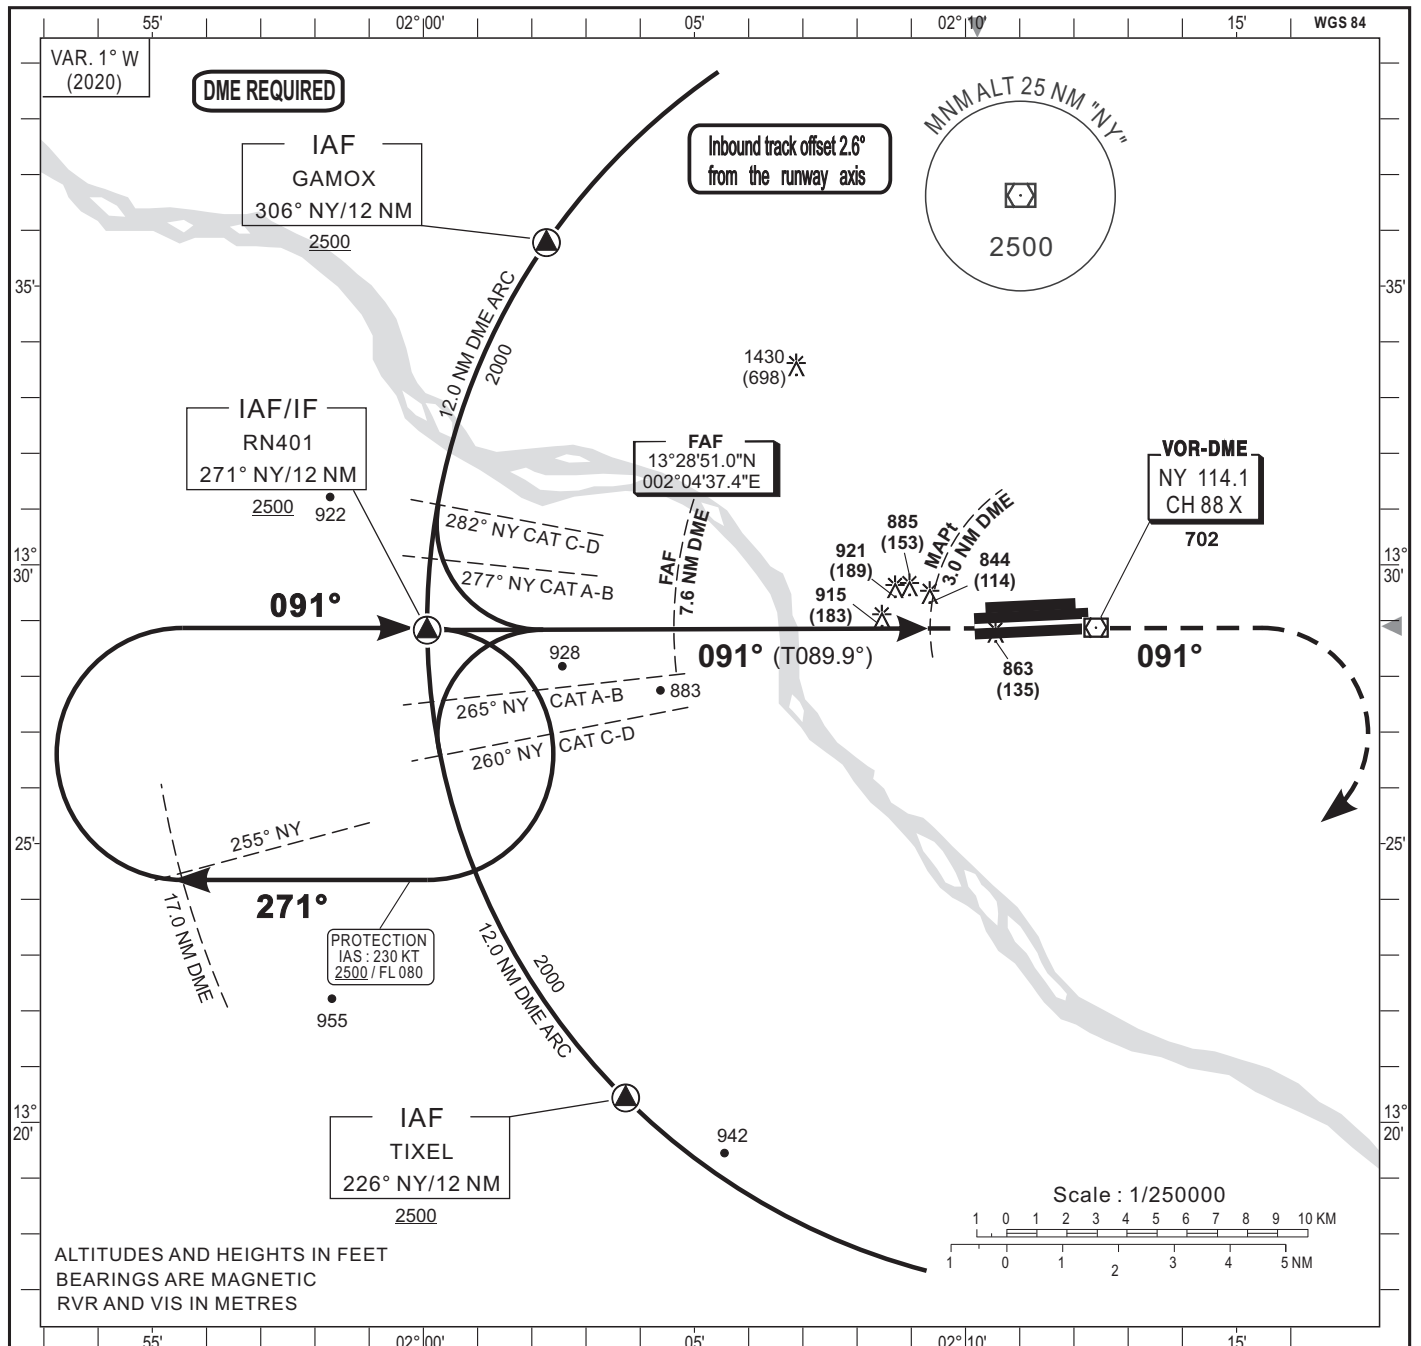 55'
02° 00'
05'
02° 10'
15'
WGS 84
VAR. 1° W
(2020)
DME REQUIRED
IAF
GAMOX
306° NY/12 NM
2500
Inbound track offset 2.6°
from the runway axis
MNM ALT 25 NM "NY"
2500
35'
35'
12.0 NM DME ARC
2000
1430
(698)
IAF/IF
RN401
271° NY/12 NM
2500
922
FAF
13°28'51.0"N
002°04'37.4"E
VOR-DME
NY 114.1
CH 88 X
702
282° NY CAT C-D
277° NY CAT A-B
FAF
7.6 NM DME
921
(189)
885
(153)
915
(183)
MAPt
3.0 NM DME
844
(114)
13°
30'
13°
30'
091°
091° (T089.9°)
863
(135)
091°
928
883
265° NY CAT A-B
260° NY CAT C-D
25'
25'
255° NY
271°
17.0 NM DME
PROTECTION
IAS : 230 KT
2500 / FL 080
955
12.0 NM DME ARC
2000
IAF
TIXEL
226° NY/12 NM
2500
942
13°
20'
13°
20'
Scale : 1/250000
1 0 1 2 3 4 5 6 7 8 9 10 KM
1 0 1 2 3 4 5 NM
ALTITUDES AND HEIGHTS IN FEET
BEARINGS ARE MAGNETIC
RVR AND VIS IN METRES
55'
02° 00'
05'
02° 10'
15'